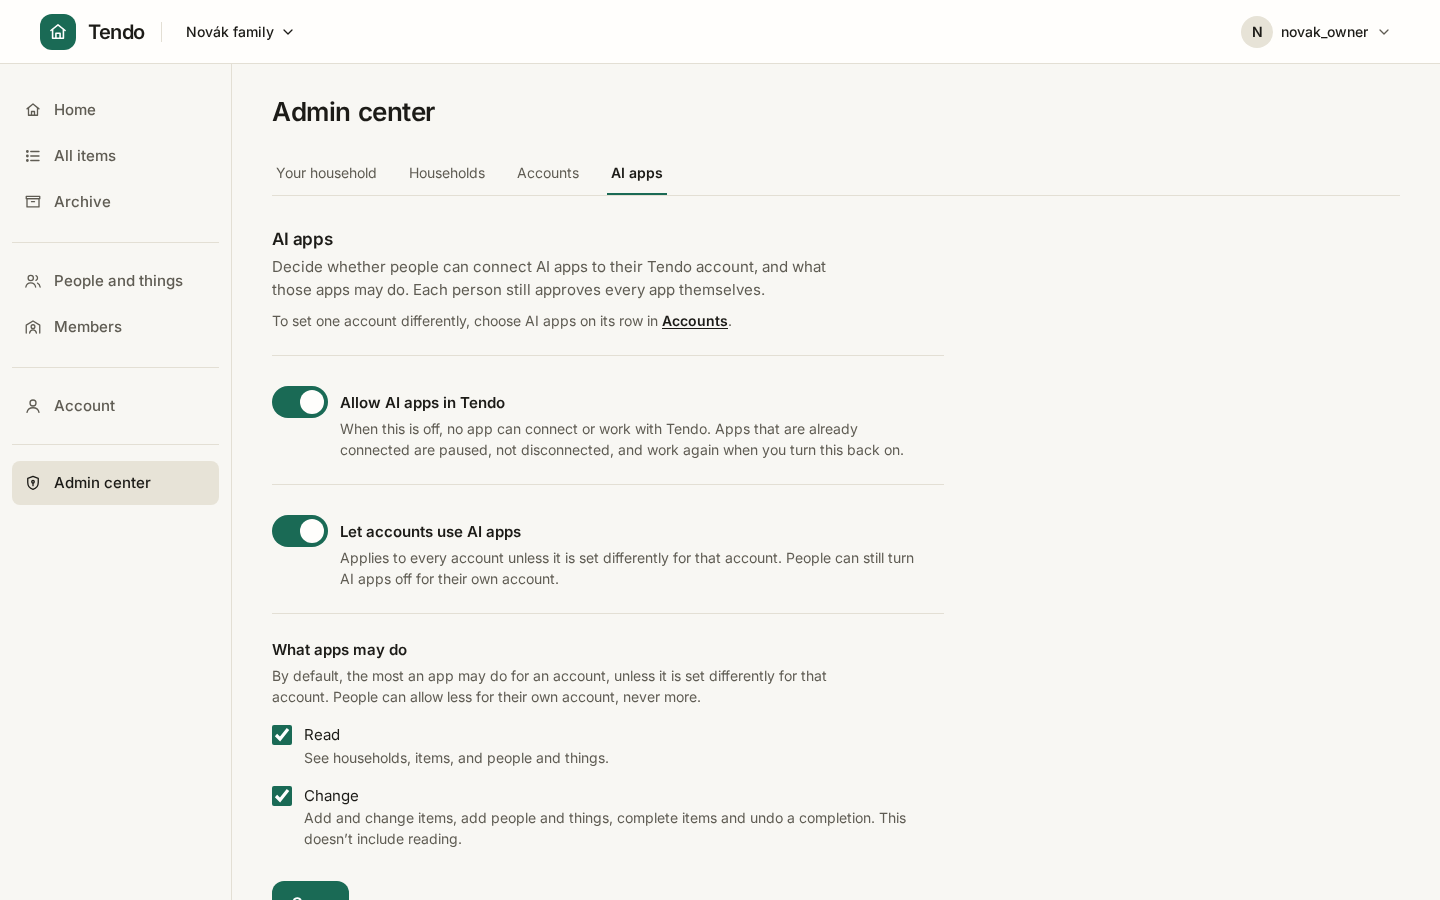 Tendo
Novák family
N
novak_owner
Home
All items
Archive
People and things
Members
Account
Admin center
Admin center
Your household
Households
Accounts
AI apps
AI apps
Decide whether people can connect AI apps to their Tendo account, and what
those apps may do. Each person still approves every app themselves.
To set one account differently, choose AI apps on its row in Accounts.
Allow AI apps in Tendo
When this is off, no app can connect or work with Tendo. Apps that are already
connected are paused, not disconnected, and work again when you turn this back on.
Let accounts use AI apps
Applies to every account unless it is set differently for that account. People can still turn
AI apps off for their own account.
What apps may do
By default, the most an app may do for an account, unless it is set differently for that
account. People can allow less for their own account, never more.
Read
See households, items, and people and things.
Change
Add and change items, add people and things, complete items and undo a completion. This
doesn’t include reading.